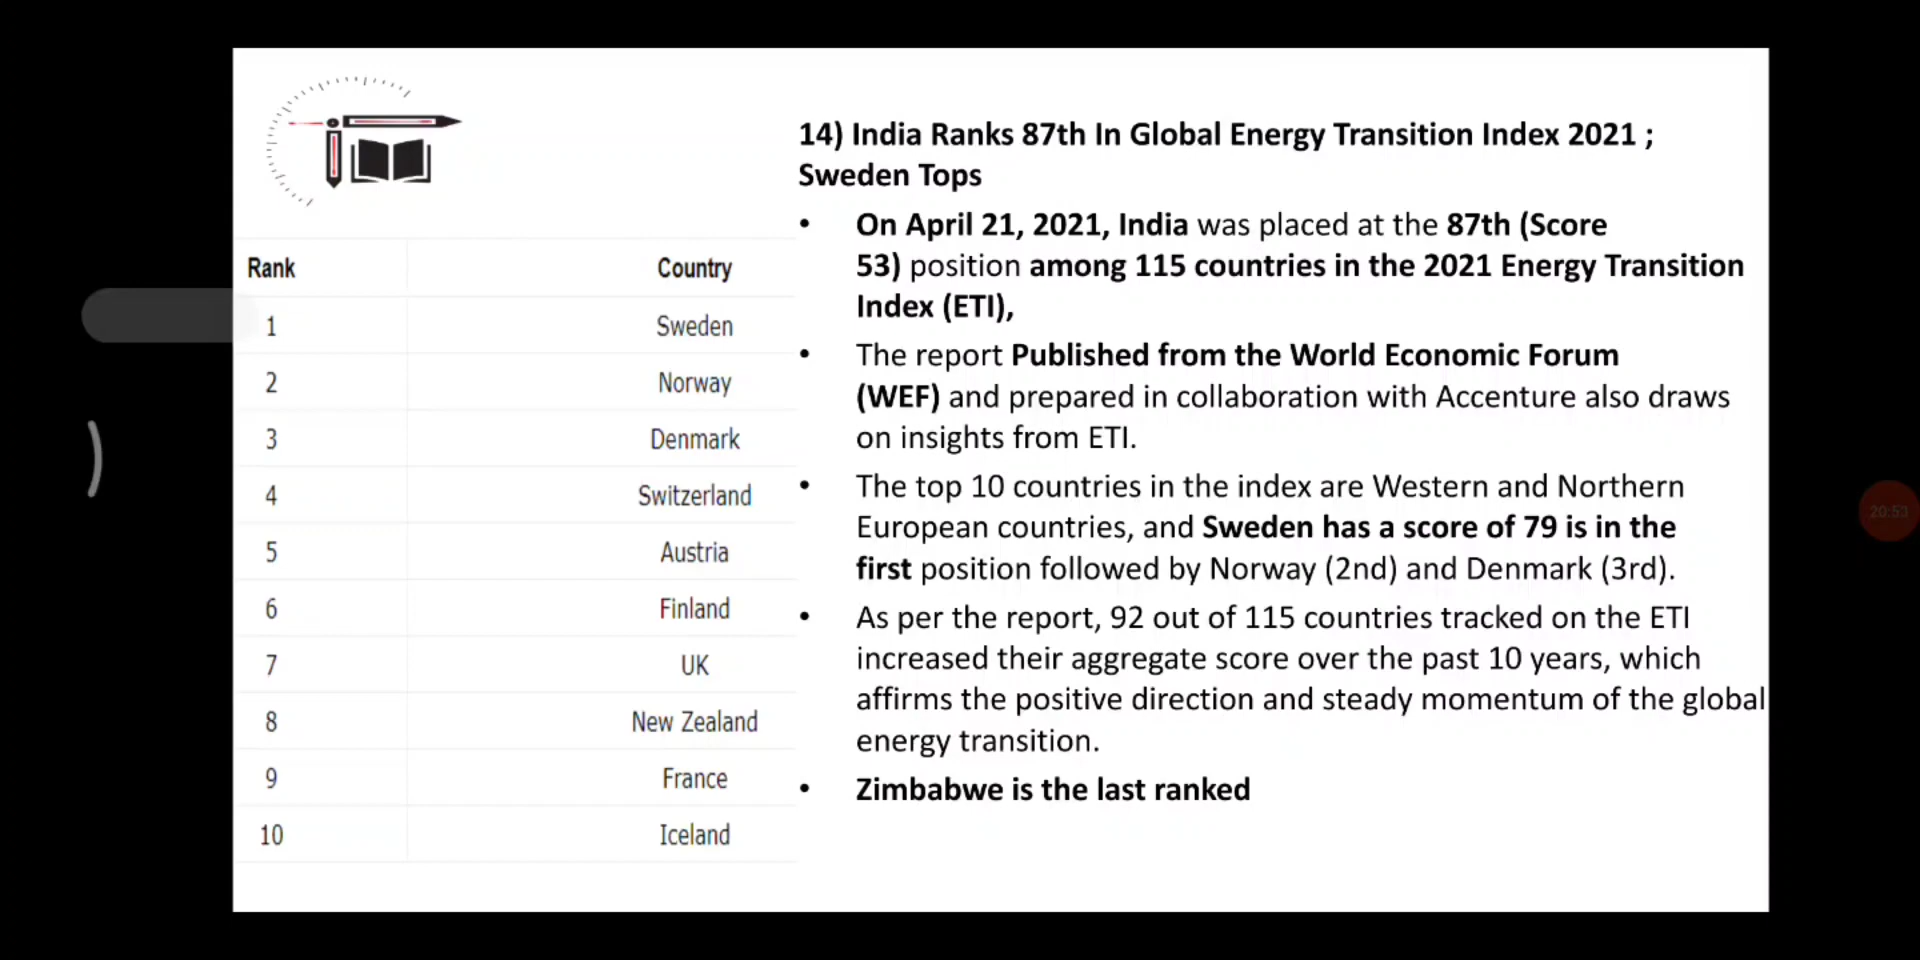 Rank Country
1 Sweden
2 Norway
3 Denmark
4 Switzerland
5 Austria
6 Finland
7 UK
8 New Zealand
9 France
10 Iceland
14) India Ranks 87th In Global Energy Transition Index 2021 ;
Sweden Tops
• On April 21, 2021, India was placed at the 87th (Score
53) position among 115 countries in the 2021 Energy Transition
Index (ETI),
• The report Published from the World Economic Forum
(WEF) and prepared in collaboration with Accenture also draws
on insights from ETI.
• The top 10 countries in the index are Western and Northern
European countries, and Sweden has a score of 79 is in the
first position followed by Norway (2nd) and Denmark (3rd).
• As per the report, 92 out of 115 countries tracked on the ETI
increased their aggregate score over the past 10 years, which
affirms the positive direction and steady momentum of the global
energy transition.
• Zimbabwe is the last ranked
20:53